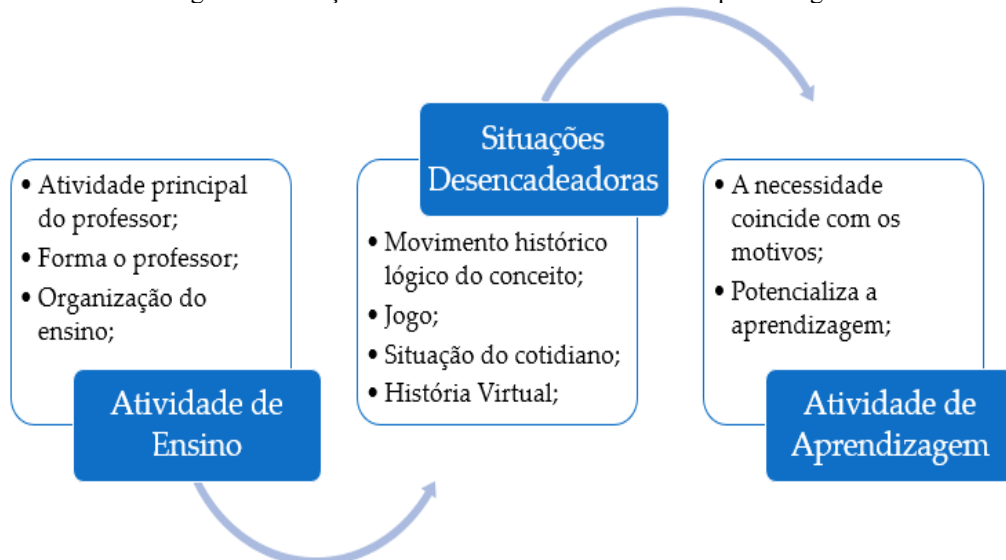 • Atividade principal
do professor;
• Forma o professor;
• Organização do
ensino;
Atividade de
Ensino
Situações
Desencadeadoras
• Movimento histórico
lógico do conceito;
• Jogo;
• Situação do cotidiano;
• História Virtual;
• A necessidade
coincide com os
motivos;
• Potencializa a
aprendizagem;
Atividade de
Aprendizagem